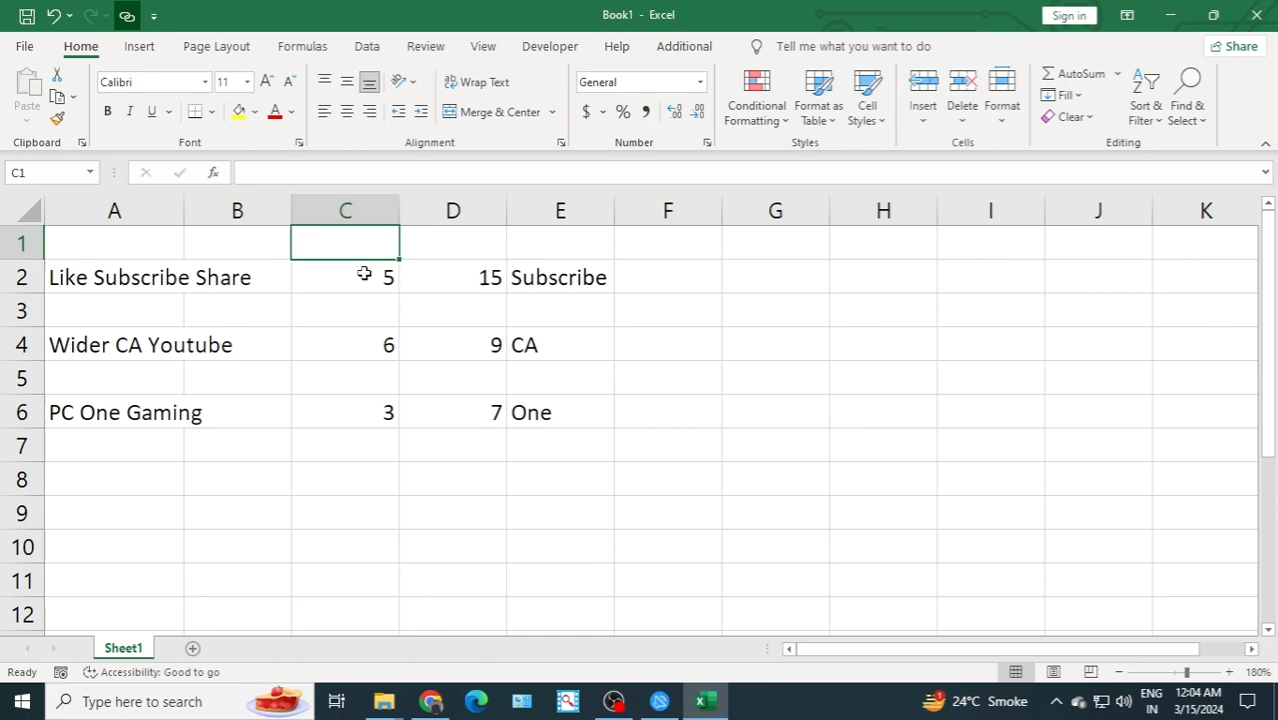 Book1 - Excel
Sign in
File Home Insert Page Layout Formulas Data Review View Developer Help Additional Tell me what you want to do Share
Paste
Calibri 11
B I U A
Wrap Text
Merge & Center
General
$ % ,
Conditional Formatting
Format as Table
Cell Styles
Insert
Delete
Format
AutoSum
Fill
Clear
Sort & Filter
Find & Select
Clipboard Font Alignment Number Styles Cells Editing
C1 fx
A B C D E F G H I J K
1
2 Like Subscribe Share 5 15 Subscribe
3
4 Wider CA Youtube 6 9 CA
5
6 PC One Gaming 3 7 One
7
8
9
10
11
12
Sheet1
Ready Accessibility: Good to go 180%
Type here to search 24°C Smoke ENG IN 12:04 AM 3/15/2024